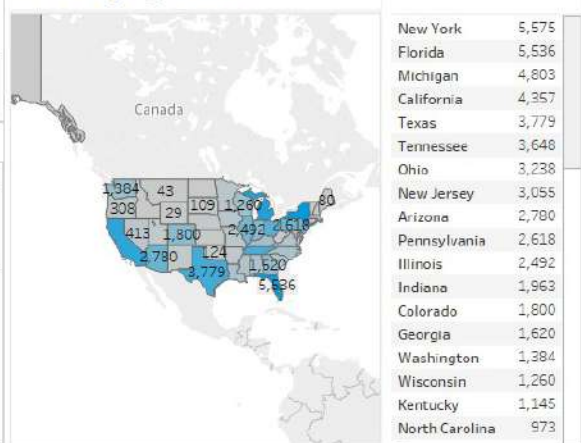 Canada
1,384
43
80
308
29
109
1,260
413
1,800
2,492
2,618
2,780
124
3,779
1,620
5,536
New York 5,575
Florida 5,536
Michigan 4,803
California 4,357
Texas 3,779
Tennessee 3,648
Ohio 3,238
New Jersey 3,055
Arizona 2,780
Pennsylvania 2,618
Illinois 2,492
Indiana 1,963
Colorado 1,800
Georgia 1,620
Washington 1,384
Wisconsin 1,260
Kentucky 1,145
North Carolina 973